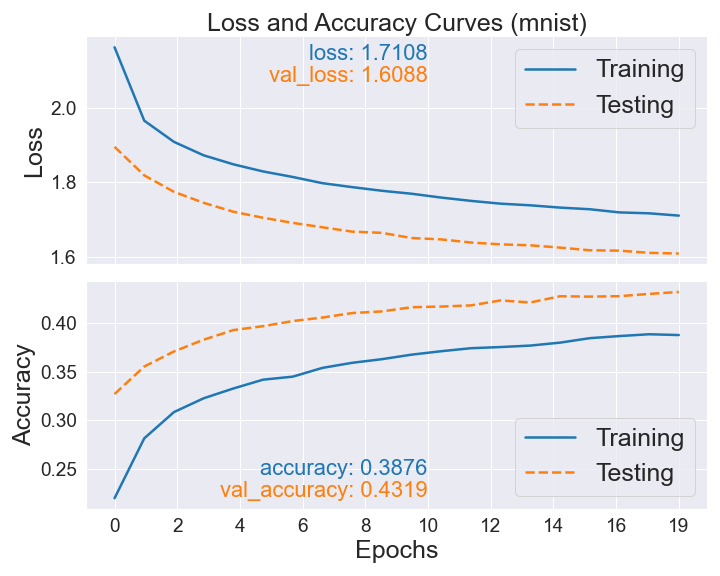 Loss and Accuracy Curves (mnist)
loss: 1.7108
val_loss: 1.6088
Training
Testing
Loss
2.0
1.8
1.6
0.40
0.35
0.30
0.25
Accuracy
accuracy: 0.3876
val_accuracy: 0.4319
Training
Testing
0 2 4 6 8 10 12 14 16 19
Epochs